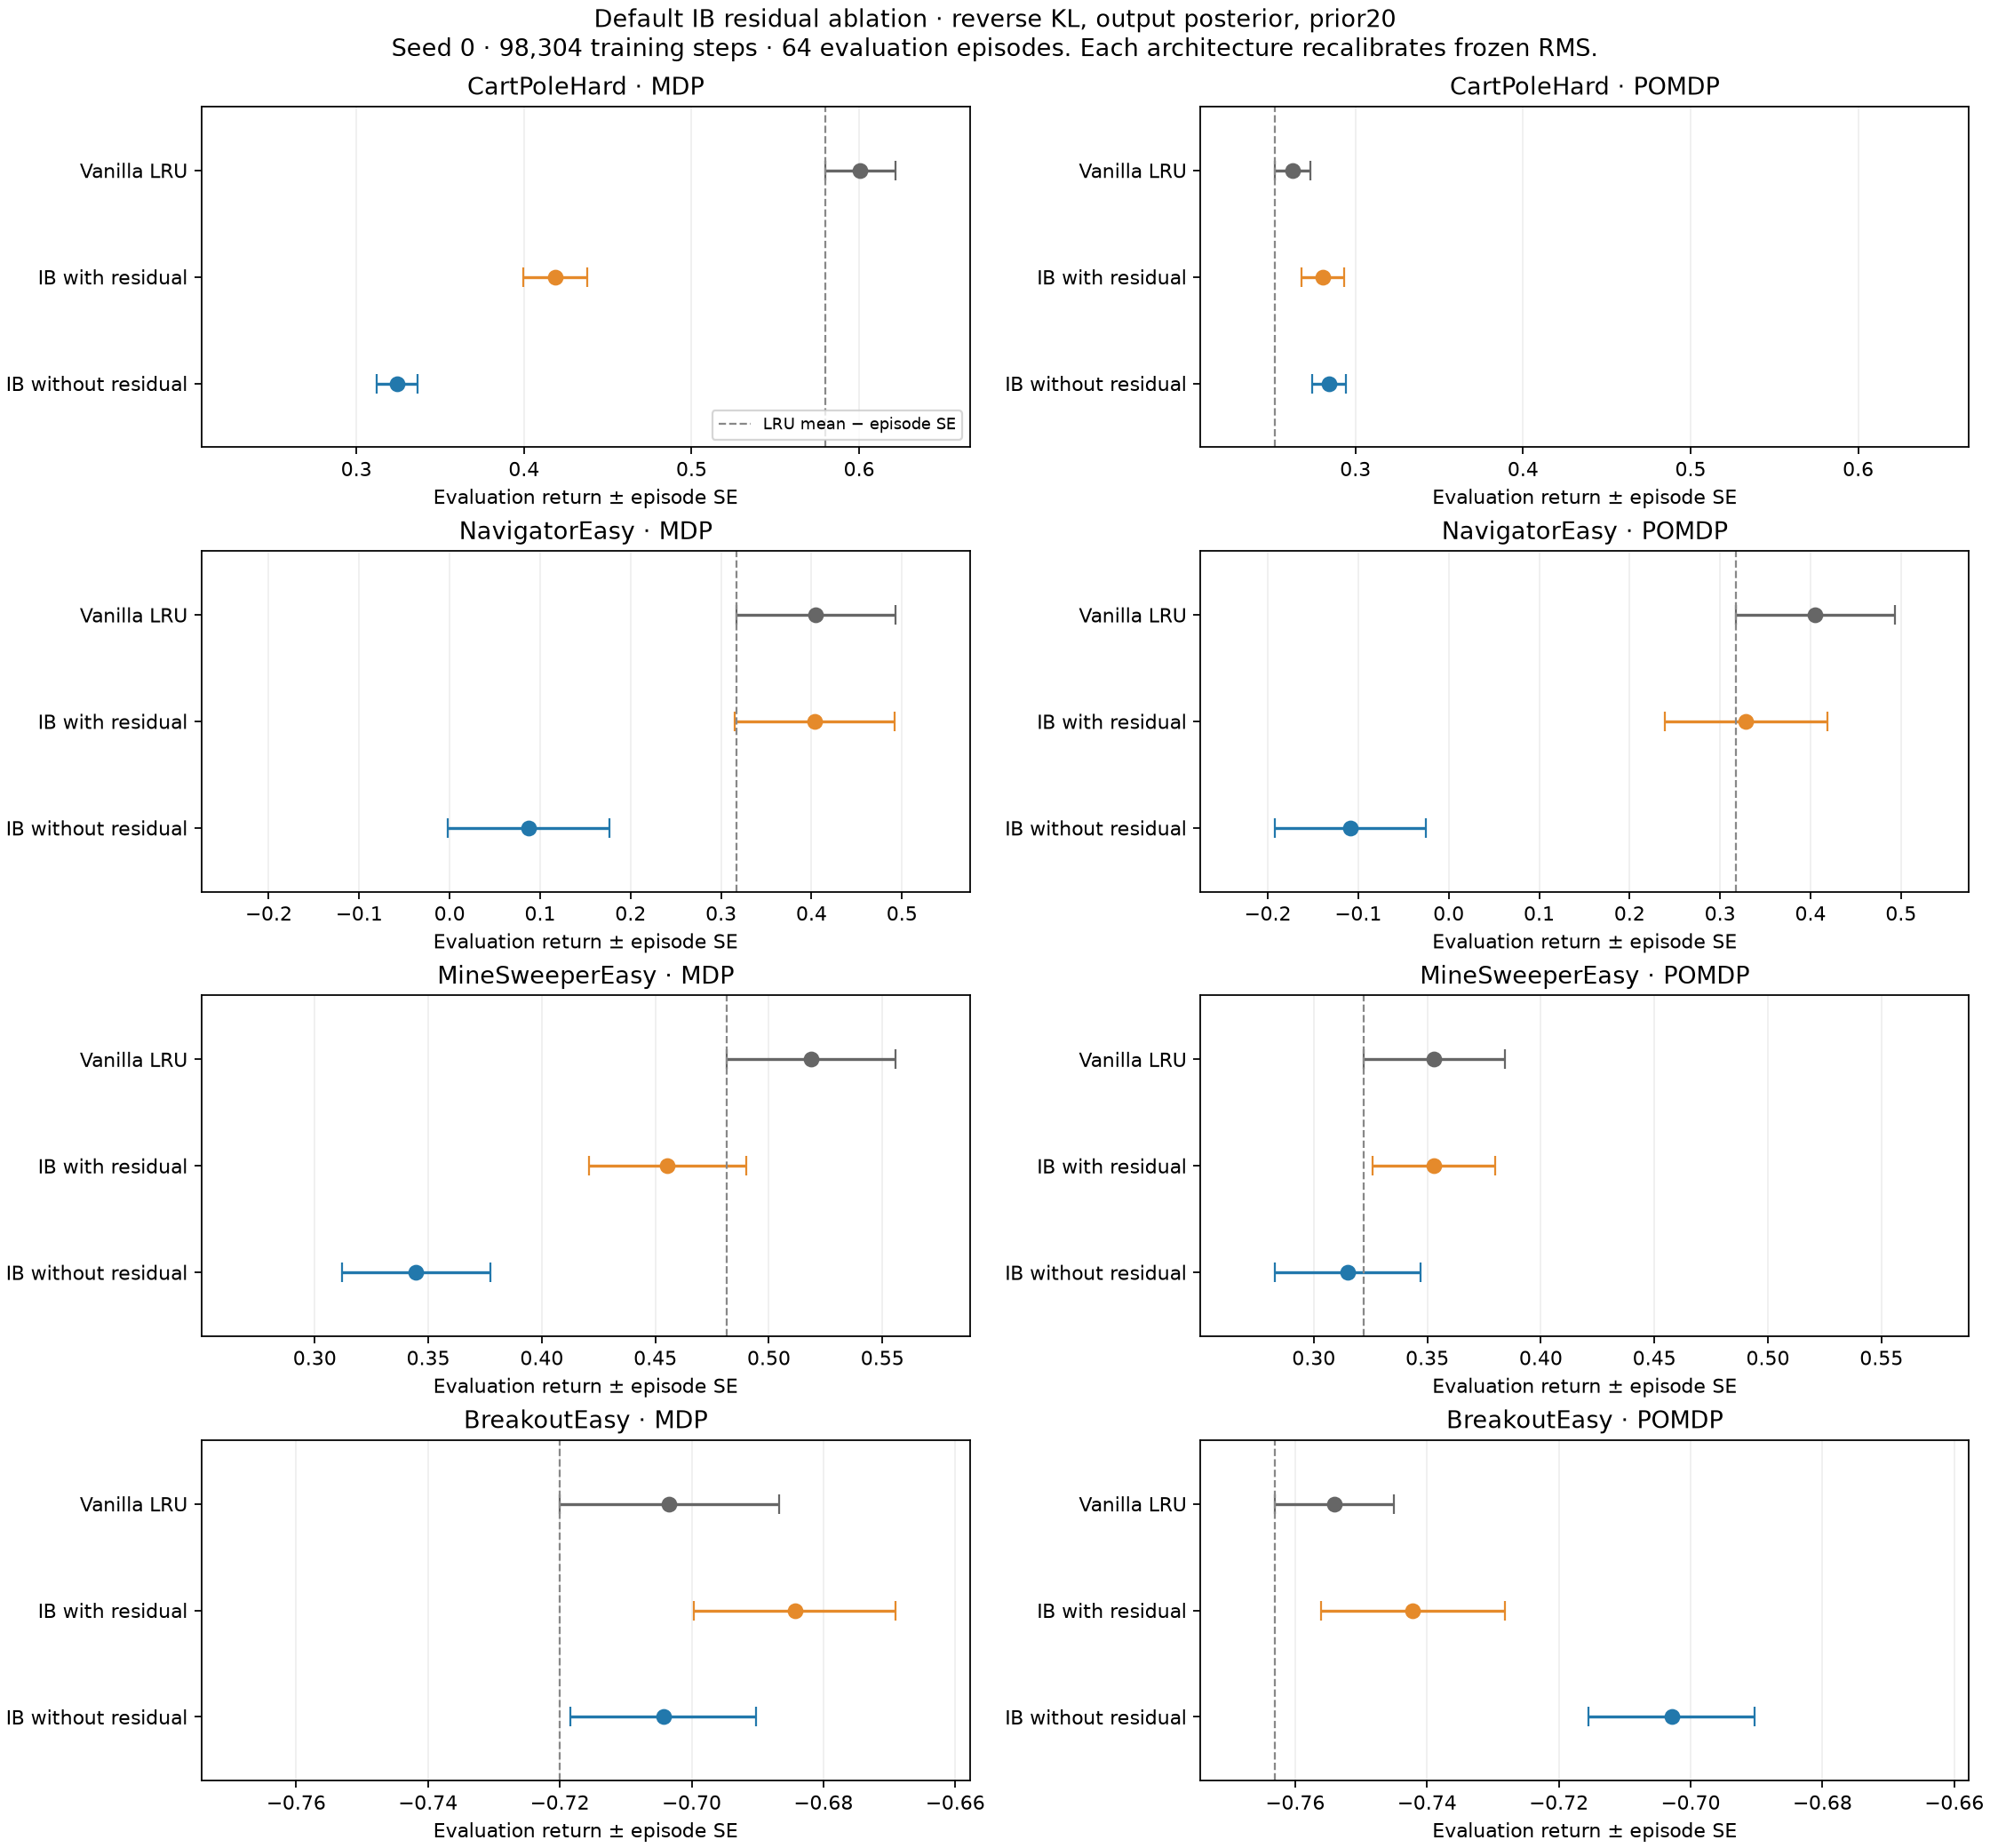 Default IB residual ablation · reverse KL, output posterior, prior20
Seed 0 · 98,304 training steps · 64 evaluation episodes. Each architecture recalibrates frozen RMS.
CartPoleHard · MDP
Vanilla LRU
IB with residual
IB without residual
LRU mean − episode SE
0.3 0.4 0.5 0.6
Evaluation return ± episode SE
CartPoleHard · POMDP
Vanilla LRU
IB with residual
IB without residual
0.3 0.4 0.5 0.6
Evaluation return ± episode SE
NavigatorEasy · MDP
Vanilla LRU
IB with residual
IB without residual
−0.2 −0.1 0.0 0.1 0.2 0.3 0.4 0.5
Evaluation return ± episode SE
NavigatorEasy · POMDP
Vanilla LRU
IB with residual
IB without residual
−0.2 −0.1 0.0 0.1 0.2 0.3 0.4 0.5
Evaluation return ± episode SE
MineSweeperEasy · MDP
Vanilla LRU
IB with residual
IB without residual
0.30 0.35 0.40 0.45 0.50 0.55
Evaluation return ± episode SE
MineSweeperEasy · POMDP
Vanilla LRU
IB with residual
IB without residual
0.30 0.35 0.40 0.45 0.50 0.55
Evaluation return ± episode SE
BreakoutEasy · MDP
Vanilla LRU
IB with residual
IB without residual
−0.76 −0.74 −0.72 −0.70 −0.68 −0.66
Evaluation return ± episode SE
BreakoutEasy · POMDP
Vanilla LRU
IB with residual
IB without residual
−0.76 −0.74 −0.72 −0.70 −0.68 −0.66
Evaluation return ± episode SE